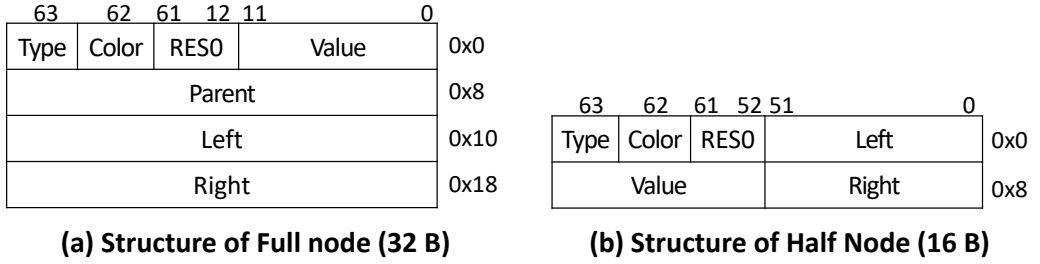 63 62 61 12 11 0
Type Color RES0 Value 0x0
Parent 0x8
Left 0x10
Right 0x18
(a) Structure of Full node (32 B)
63 62 61 52 51 0
Type Color RES0 Left 0x0
Value Right 0x8
(b) Structure of Half Node (16 B)